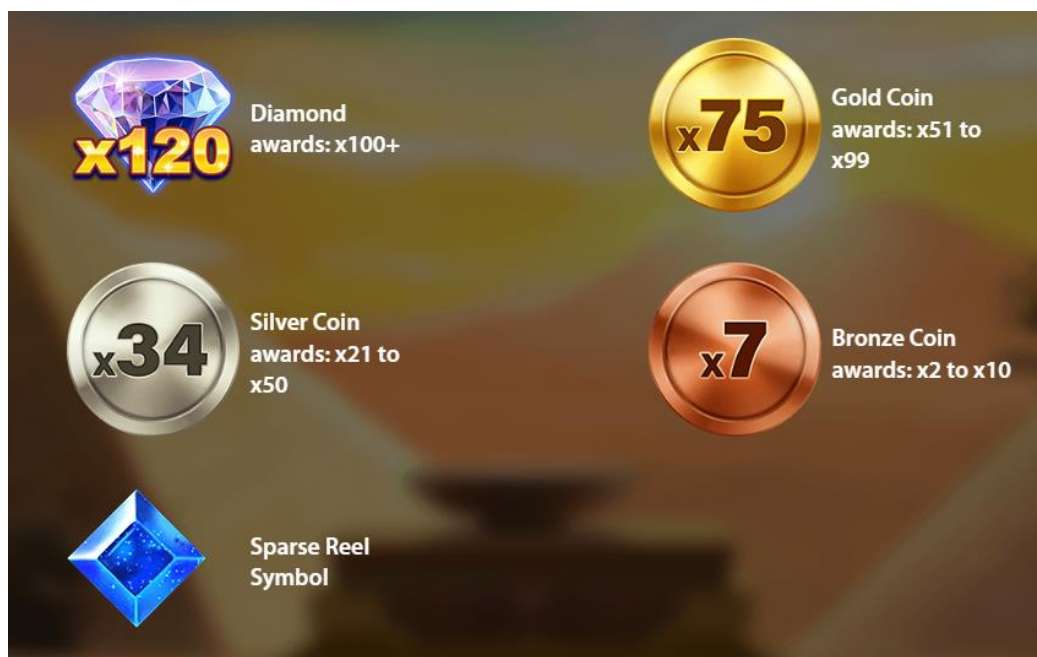 x120
Diamond
awards: x100+
x75
Gold Coin
awards: x51 to
x99
x34
Silver Coin
awards: x21 to
x50
x7
Bronze Coin
awards: x2 to x10
Sparse Reel
Symbol